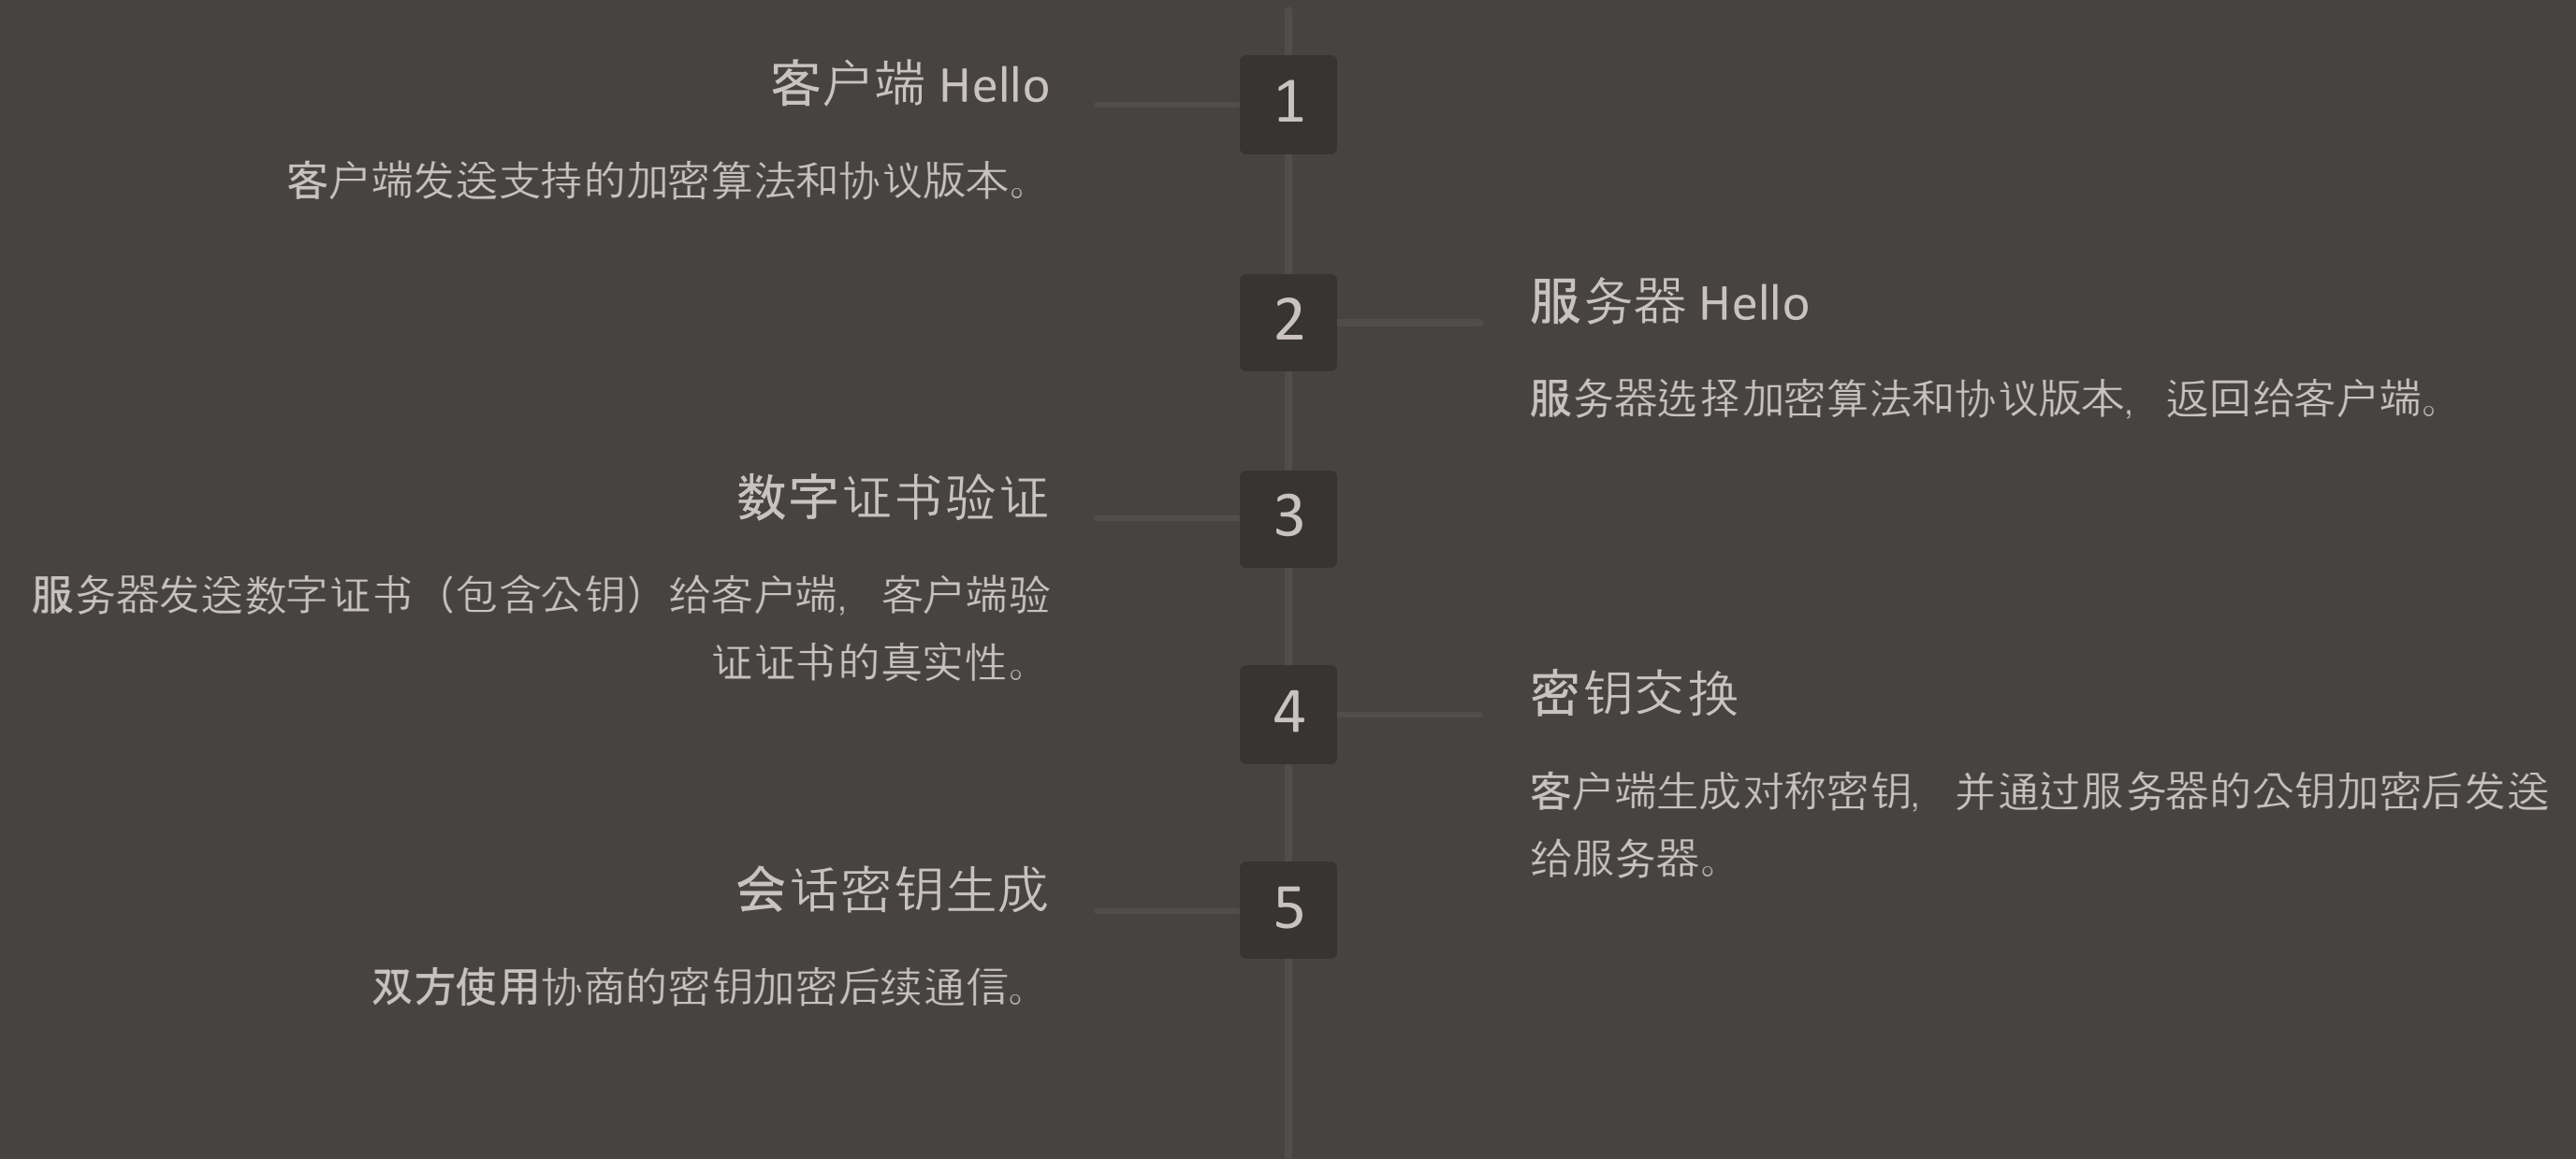 客户端 Hello
1
客户端发送支持的加密算法和协议版本。
2
服务器 Hello
服务器选择加密算法和协议版本，返回给客户端。
数字证书验证
3
服务器发送数字证书（包含公钥）给客户端，客户端验
证证书的真实性。
4
密钥交换
客户端生成对称密钥，并通过服务器的公钥加密后发送
给服务器。
会话密钥生成
5
双方使用协商的密钥加密后续通信。